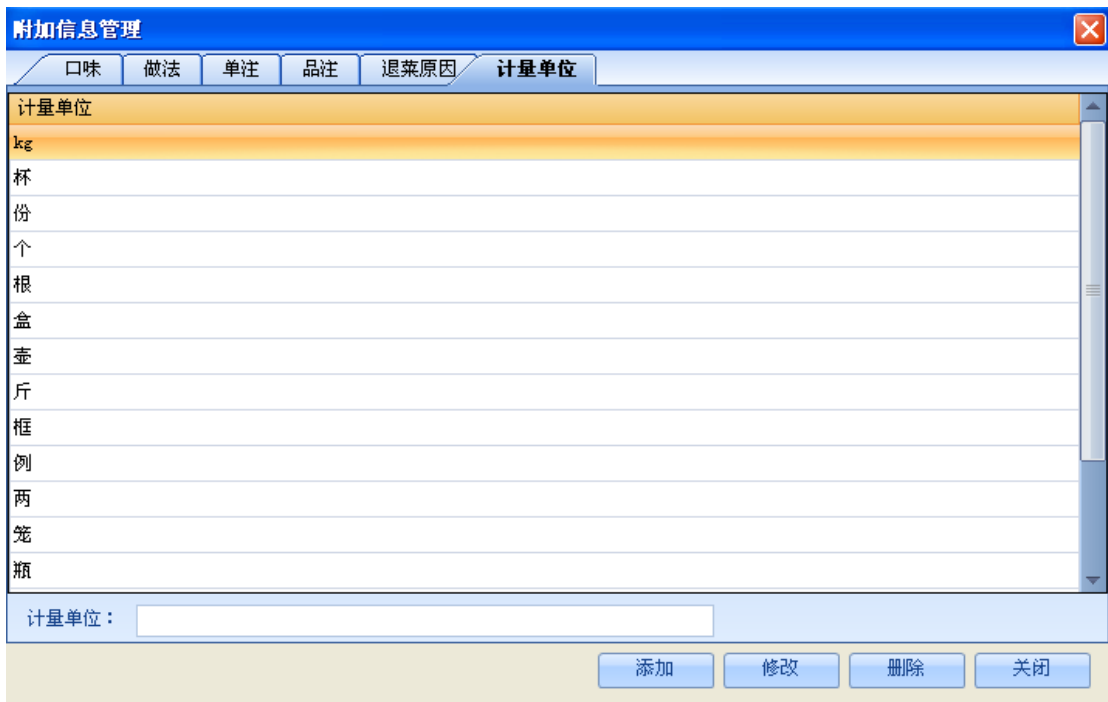 附加信息管理
口味 做法 单注 品注 退菜原因 计量单位
计量单位
kg
杯
份
个
根
盒
壶
斤
框
例
两
笼
瓶
计量单位：
添加 修改 删除 关闭